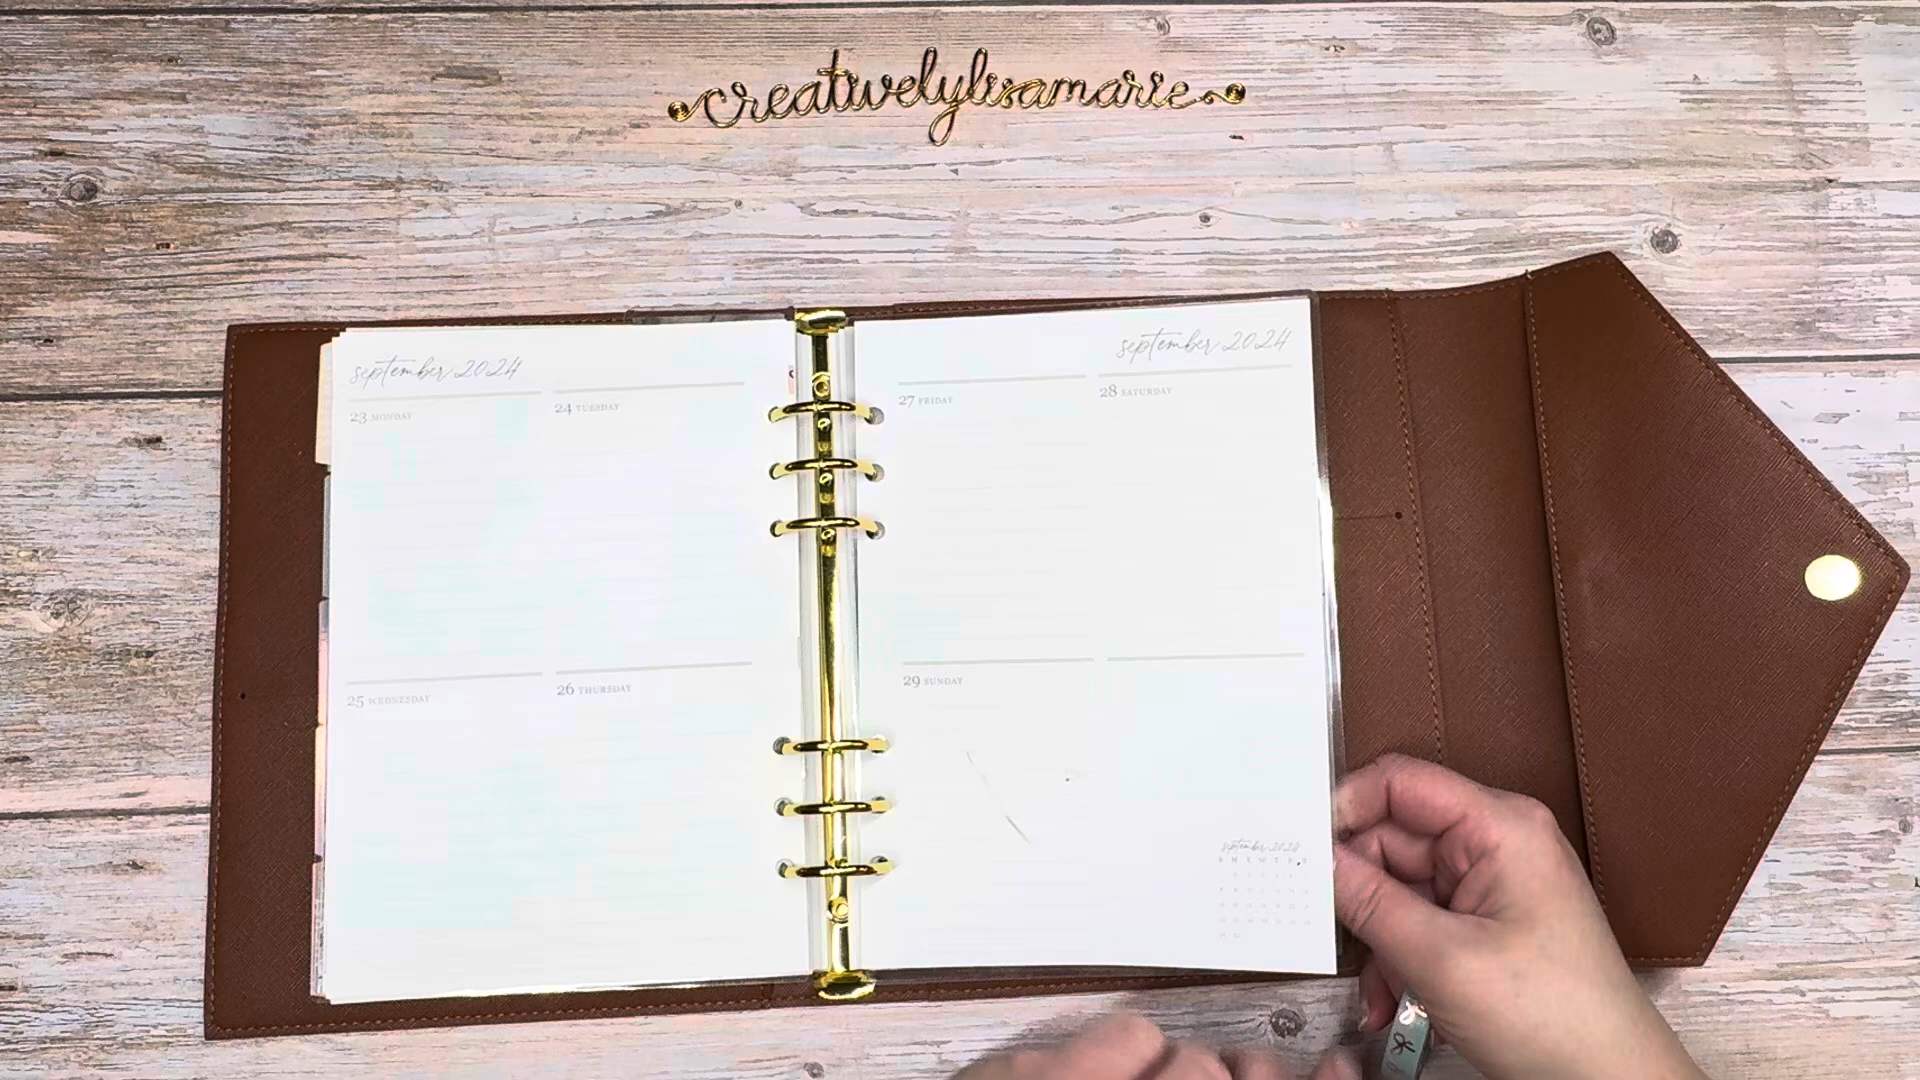 creativelylisamarie
september 2024
23 MONDAY
24 TUESDAY
25 WEDNESDAY
26 THURSDAY
september 2024
27 FRIDAY
28 SATURDAY
29 SUNDAY
september 2024
S M T W T F S